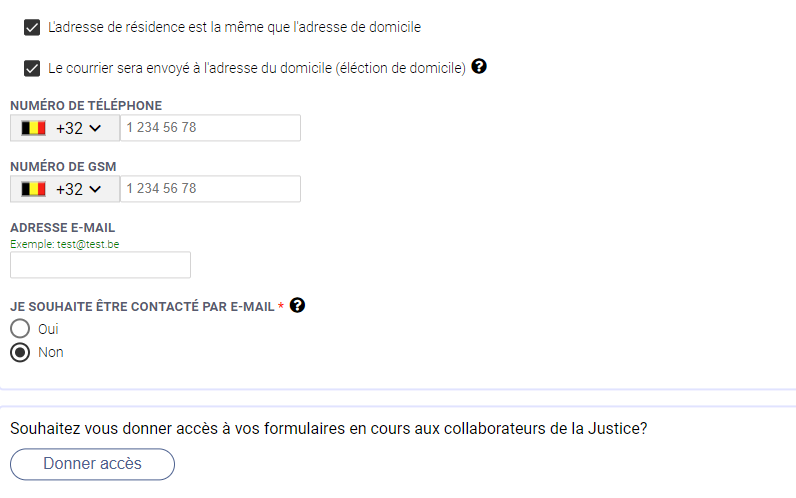 L'adresse de résidence est la même que l'adresse de domicile
Le courrier sera envoyé à l'adresse du domicile (éléction de domicile) ?
NUMÉRO DE TÉLÉPHONE
+32 1 234 56 78
NUMÉRO DE GSM
+32 1 234 56 78
ADRESSE E-MAIL
Exemple: test@test.be
JE SOUHAITE ÊTRE CONTACTÉ PAR E-MAIL * ?
Oui
Non
Souhaitez vous donner accès à vos formulaires en cours aux collaborateurs de la Justice?
Donner accès